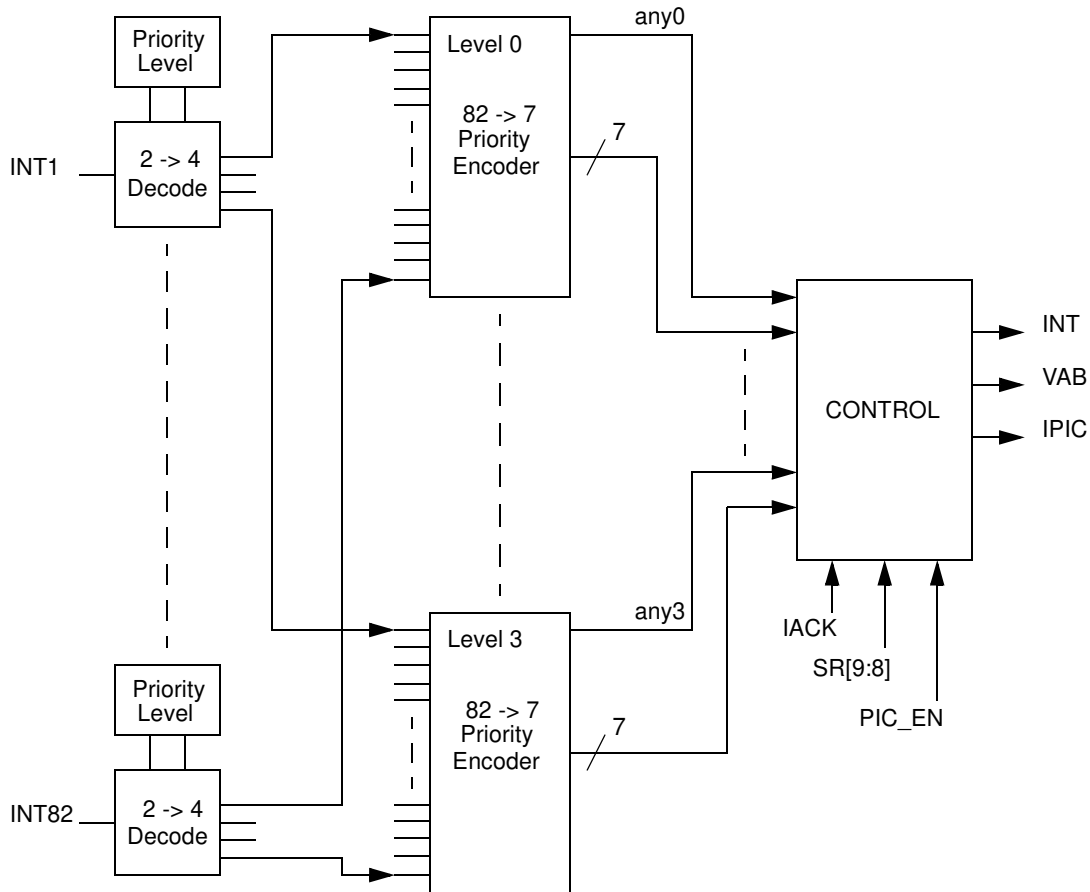 any0
Priority
Level
Level 0
82 -> 7
Priority
Encoder
7
INT1
2 -> 4
Decode
INT
VAB
IPIC
CONTROL
any3
Level 3
IACK
SR[9:8]
PIC_EN
Priority
Level
82 -> 7
Priority
Encoder
7
INT82
2 -> 4
Decode